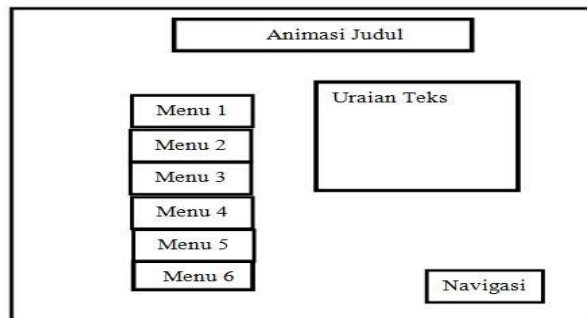 Animasi Judul
Menu 1
Menu 2
Menu 3
Menu 4
Menu 5
Menu 6
Uraian Teks
Navigasi